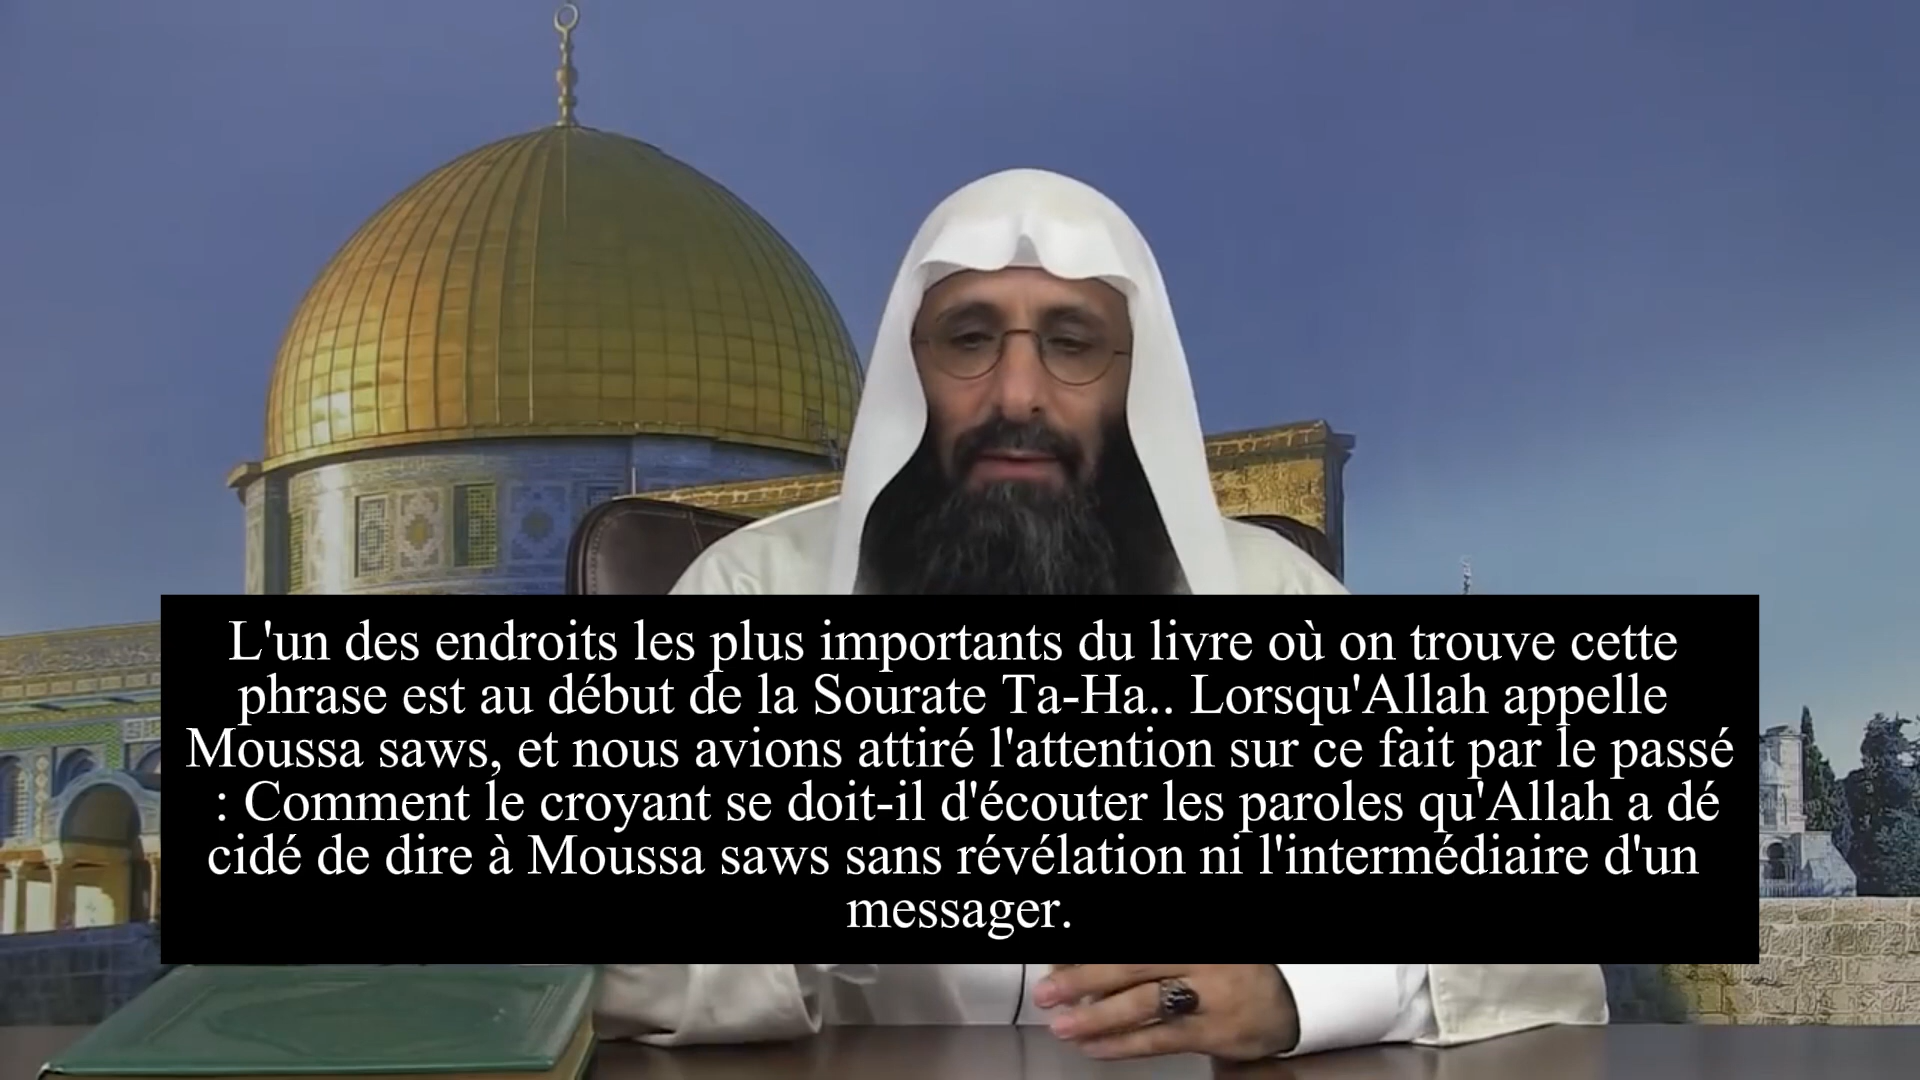 L'un des endroits les plus importants du livre où on trouve cette
phrase est au début de la Sourate Ta-Ha.. Lorsqu'Allah appelle
Moussa saws, et nous avions attiré l'attention sur ce fait par le passé
: Comment le croyant se doit-il d'écouter les paroles qu'Allah a dé
cidé de dire à Moussa saws sans révélation ni l'intermédiaire d'un
messager.